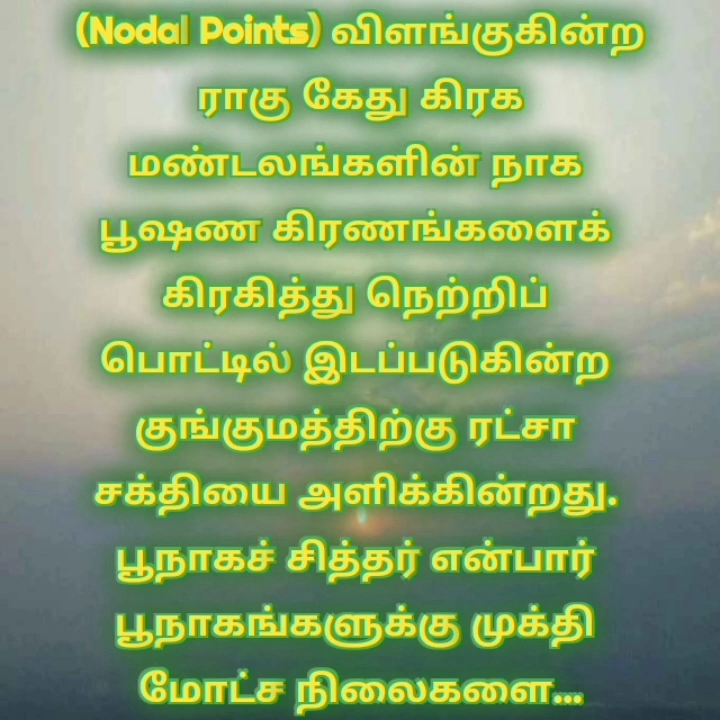 (Nodal Points) விளங்குகின்ற
ராகு கேது கிரக
மண்டலங்களின் நாக
பூஷண கிரணங்களைக்
கிரகித்து நெற்றிப்
பொட்டில் இடப்படுகின்ற
குங்குமத்திற்கு ரட்சா
சக்தியை அளிக்கின்றது.
பூநாகச் சித்தர் என்பார்
பூநாகங்களுக்கு முக்தி
மோட்ச நிலைகளை...